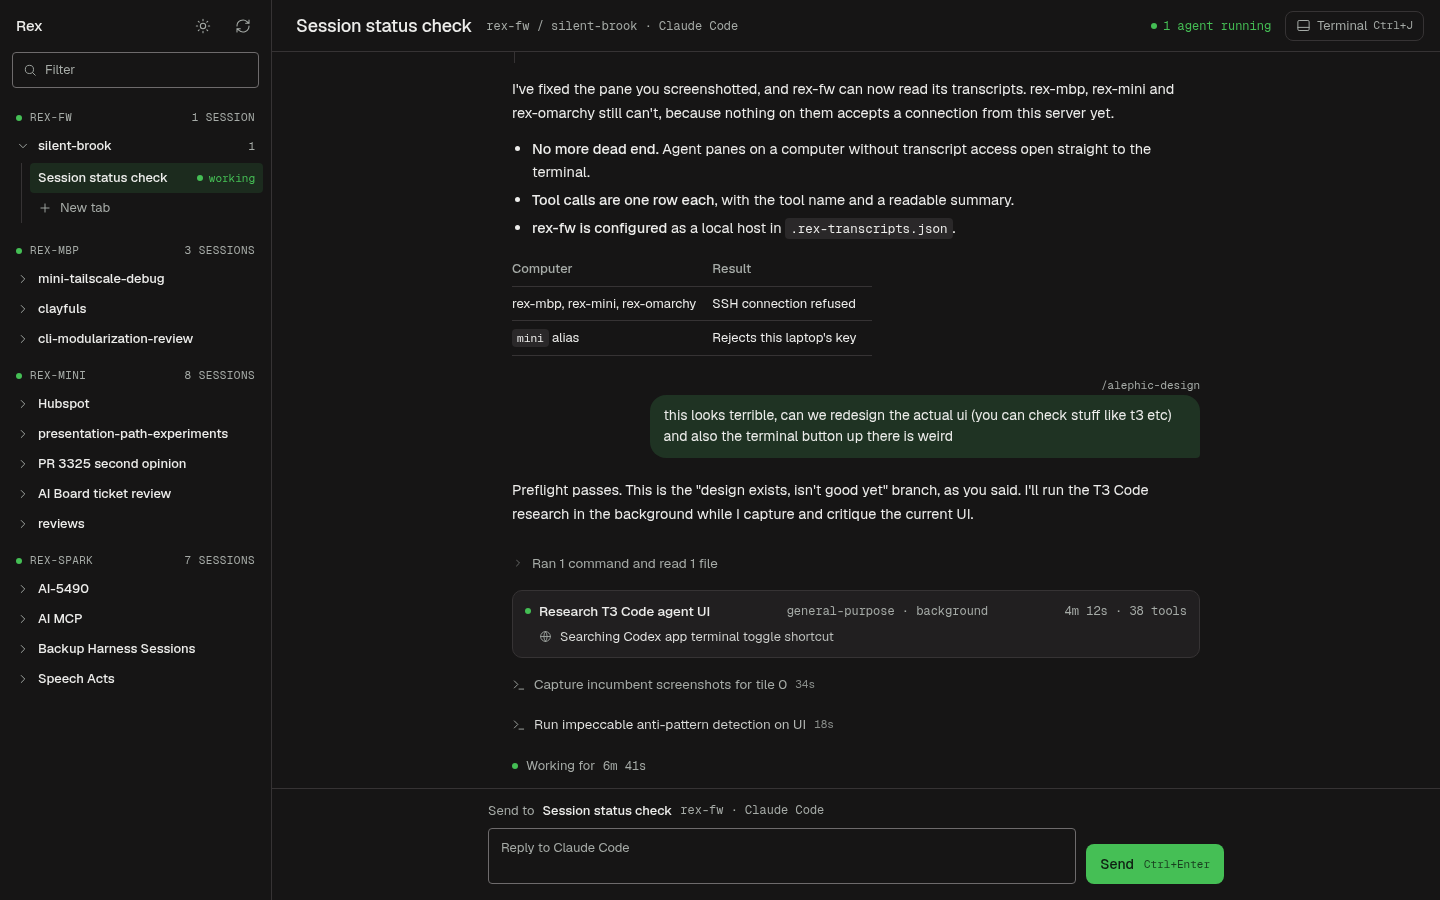 Rex
Filter
REX-FW 1 SESSION
silent-brook 1
Session status check working
New tab
REX-MBP 3 SESSIONS
mini-tailscale-debug
clayfuls
cli-modularization-review
REX-MINI 8 SESSIONS
Hubspot
presentation-path-experiments
PR 3325 second opinion
AI Board ticket review
reviews
REX-SPARK 7 SESSIONS
AI-5490
AI MCP
Backup Harness Sessions
Speech Acts
Session status check rex-fw / silent-brook · Claude Code
1 agent running
Terminal Ctrl+J
I've fixed the pane you screenshotted, and rex-fw can now read its transcripts. rex-mbp, rex-mini and
rex-omarchy still can't, because nothing on them accepts a connection from this server yet.
• No more dead end. Agent panes on a computer without transcript access open straight to the
terminal.
• Tool calls are one row each, with the tool name and a readable summary.
• rex-fw is configured as a local host in .rex-transcripts.json.
Computer Result
rex-mbp, rex-mini, rex-omarchy SSH connection refused
mini alias Rejects this laptop's key
/alephic-design
this looks terrible, can we redesign the actual ui (you can check stuff like t3 etc)
and also the terminal button up there is weird
Preflight passes. This is the "design exists, isn't good yet" branch, as you said. I'll run the T3 Code
research in the background while I capture and critique the current UI.
Ran 1 command and read 1 file
Research T3 Code agent UI general-purpose · background 4m 12s · 38 tools
Searching Codex app terminal toggle shortcut
Capture incumbent screenshots for tile 0 34s
Run impeccable anti-pattern detection on UI 18s
Working for 6m 41s
Send to Session status check rex-fw · Claude Code
Reply to Claude Code
Send Ctrl+Enter